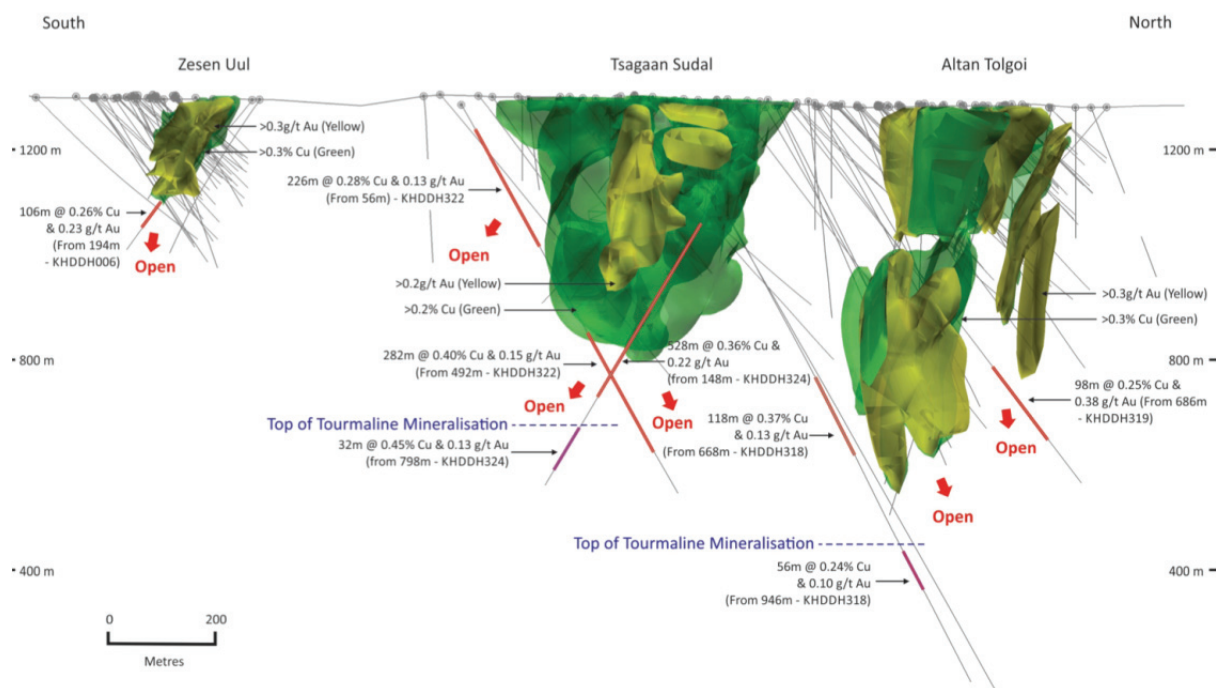 South
North
Zesen Uul
Tsagaan Sudal
Altan Tolgoi
1200 m
1200 m
>0.3g/t Au (Yellow)
>0.3% Cu (Green)
106m @ 0.26% Cu
& 0.23 g/t Au
(From 194m
- KHDDH006)
Open
226m @ 0.28% Cu & 0.13 g/t Au
(From 56m) - KHDDH322
Open
>0.2g/t Au (Yellow)
>0.2% Cu (Green)
>0.3g/t Au (Yellow)
>0.3% Cu (Green)
800 m
800 m
282m @ 0.40% Cu & 0.15 g/t Au
(From 492m - KHDDH322)
Open
528m @ 0.36% Cu &
0.22 g/t Au
(from 148m - KHDDH324)
Open
98m @ 0.25% Cu &
0.38 g/t Au (From 686m
- KHDDH319)
Open
Top of Tourmaline Mineralisation
32m @ 0.45% Cu & 0.13 g/t Au
(from 798m - KHDDH324)
118m @ 0.37% Cu
& 0.13 g/t Au
(From 668m - KHDDH318)
Open
Top of Tourmaline Mineralisation
56m @ 0.24% Cu
& 0.10 g/t Au
(From 946m - KHDDH318)
400 m
400 m
0
200
Metres